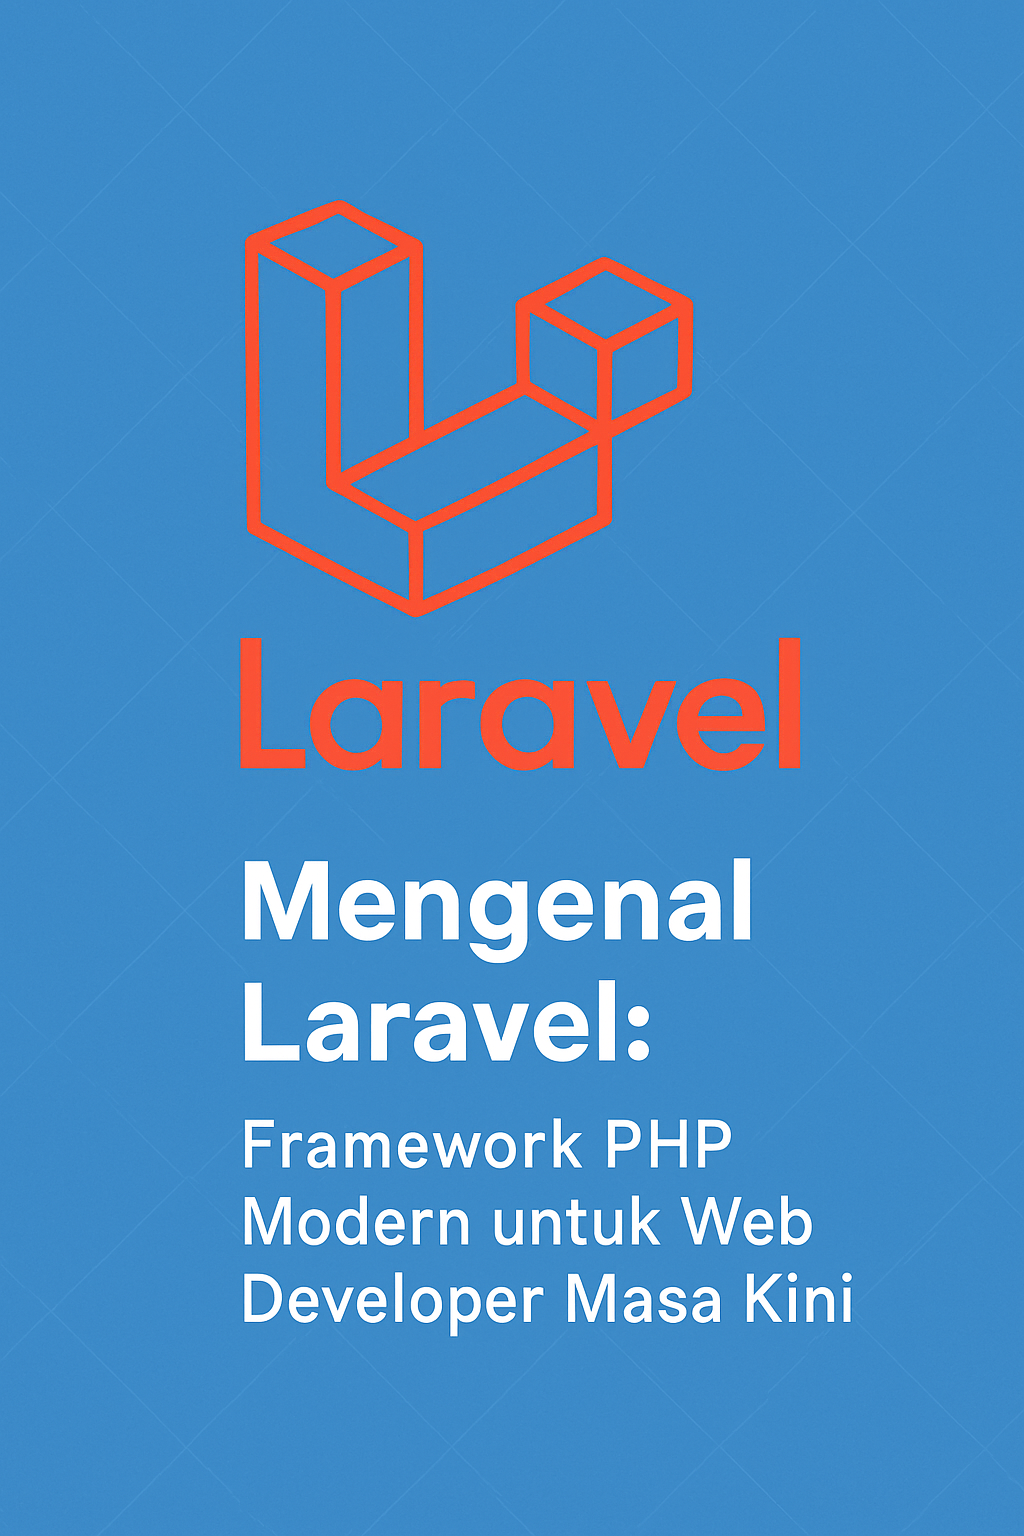 Laravel
Mengenal
Laravel:
Framework PHP
Modern untuk Web
Developer Masa Kini